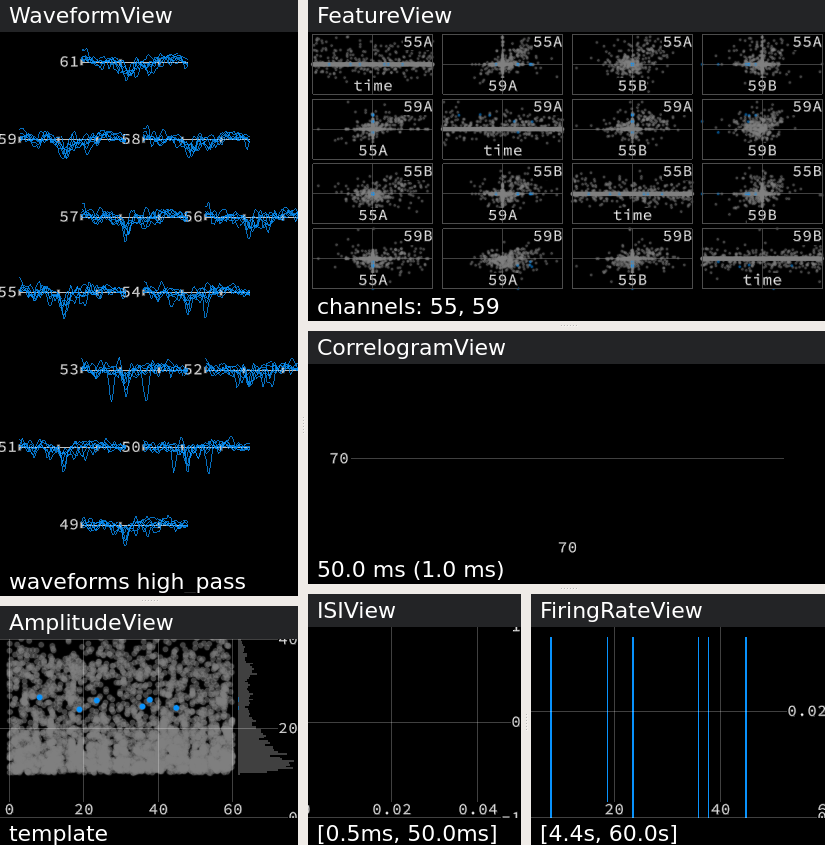 WaveformView
61
59 58
57 56
55 54
53 52
51 50
49
waveforms high_pass
AmplitudeView
40
20
0 20 40 60 0
template
FeatureView
55A 55A 55A 55A
time 59A 55B 59B
59A 59A 59A 59A
55A time 55B 59B
55B 55B 55B 55B
55A 59A time 59B
59B 59B 59B 59B
55A 59A 55B time
channels: 55, 59
CorrelogramView
70
70
50.0 ms (1.0 ms)
ISIView
0
0.02 0.04 −1
[0.5ms, 50.0ms]
FiringRateView
0.02
20 40
[4.4s, 60.0s]